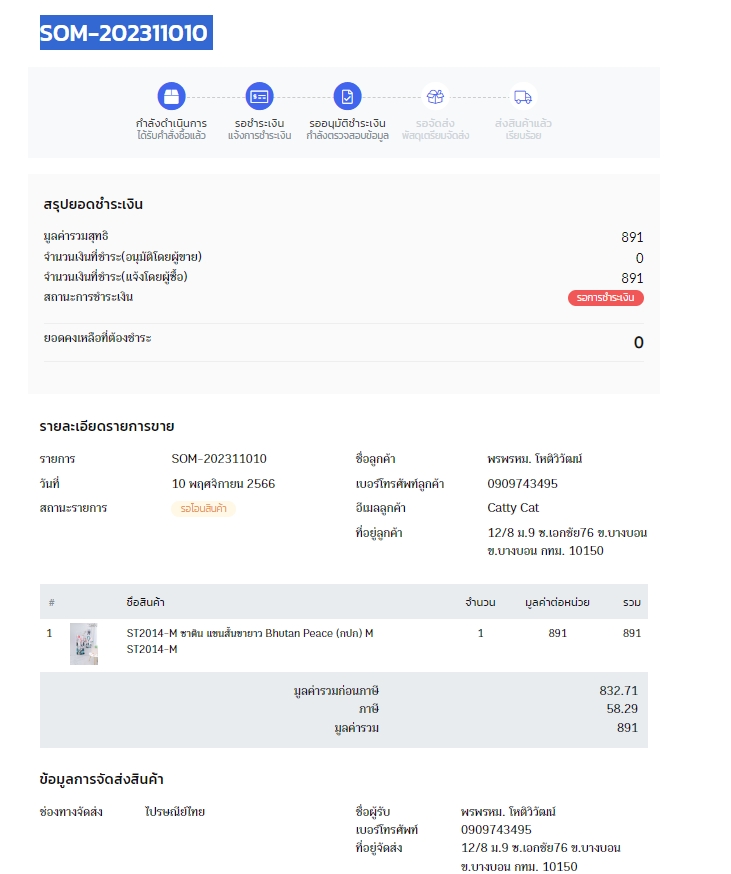 SOM-202311010
กำลังดำเนินการ รอชำระเงิน รออนุมัติชำระเงิน รอจัดส่ง ส่งสินค้าแล้ว
ได้รับคำสั่งซื้อแล้ว แจ้งการชำระเงิน กำลังตรวจสอบข้อมูล พัสดุเตรียมจัดส่ง เรียบร้อย
สรุปยอดชำระเงิน
มูลค่ารวมสุทธิ 891
จำนวนเงินที่ชำระ(อนุมัติโดยผู้ขาย) 0
จำนวนเงินที่ชำระ(แจ้งโดยผู้ซื้อ) 891
สถานะการชำระเงิน รอการชำระเงิน
ยอดคงเหลือที่ต้องชำระ 0
รายละเอียดรายการขาย
รายการ SOM-202311010 ชื่อลูกค้า พรพรหม. โหติวิวัฒน์
วันที่ 10 พฤศจิกายน 2566 เบอร์โทรศัพท์ลูกค้า 0909743495
สถานะรายการ รอโอนสินค้า อีเมลลูกค้า Catty Cat
ที่อยู่ลูกค้า 12/8 ม.9 ซ.เอกชัย76 ข.บางบอน
ข.บางบอน กทม. 10150
# ชื่อสินค้า จำนวน มูลค่าต่อหน่วย รวม
1 ST2014-M ซาติน แขนสั้นขายาว Bhutan Peace (กปก) M 1 891 891
ST2014-M
มูลค่ารวมก่อนภาษี 832.71
ภาษี 58.29
มูลค่ารวม 891
ข้อมูลการจัดส่งสินค้า
ช่องทางจัดส่ง ไปรษณีย์ไทย ชื่อผู้รับ พรพรหม. โหติวิวัฒน์
เบอร์โทรศัพท์ 0909743495
ที่อยู่จัดส่ง 12/8 ม.9 ซ.เอกชัย76 ข.บางบอน
ข.บางบอน กทม. 10150